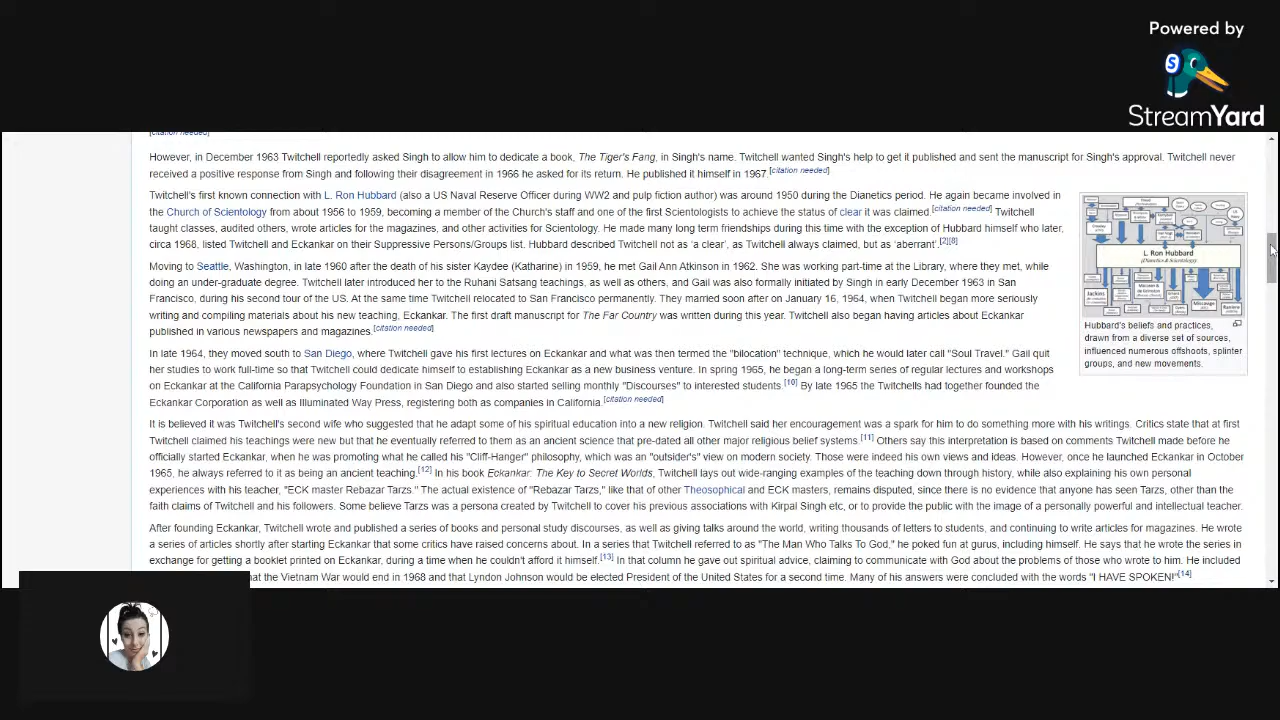 Powered by
S
StreamYard
[citation needed]
However, in December 1963 Twitchell reportedly asked Singh to allow him to dedicate a book, The Tiger's Fang, in Singh's name. Twitchell wanted Singh's help to get it published and sent the manuscript for Singh's approval. Twitchell never
received a positive response from Singh and following their disagreement in 1966 he asked for its return. He published it himself in 1967.[citation needed]
Twitchell's first known connection with L. Ron Hubbard (also a US Naval Reserve Officer during WW2 and pulp fiction author) was around 1950 during the Dianetics period. He again became involved in
the Church of Scientology from about 1956 to 1959, becoming a member of the Church's staff and one of the first Scientologists to achieve the status of clear it was claimed.[citation needed] Twitchell
taught classes, audited others, wrote articles for the magazines, and other activities for Scientology. He made many long term friendships during this time with the exception of Hubbard himself who later,
circa 1968, listed Twitchell and Eckankar on their Suppressive Persons/Groups list. Hubbard described Twitchell not as 'a clear', as Twitchell always claimed, but as 'aberrant'.[2][8]
Moving to Seattle, Washington, in late 1960 after the death of his sister Kaydee (Katharine) in 1959, he met Gail Ann Atkinson in 1962. She was working part-time at the Library, where they met, while
doing an under-graduate degree. Twitchell later introduced her to the Ruhani Satsang teachings, as well as others, and Gail was also formally initiated by Singh in early December 1963 in San
Francisco, during his second tour of the US. At the same time Twitchell relocated to San Francisco permanently. They married soon after on January 16, 1964, when Twitchell began more seriously
writing and compiling materials about his new teaching, Eckankar. The first draft manuscript for The Far Country was written during this year. Twitchell also began having articles about Eckankar
published in various newspapers and magazines.[citation needed]
L. Ron Hubbard
(Dianetics & Scientology)
Hubbard's beliefs and practices,
drawn from a diverse set of sources,
influenced numerous offshoots, splinter
groups, and new movements.
In late 1964, they moved south to San Diego, where Twitchell gave his first lectures on Eckankar and what was then termed the "bilocation" technique, which he would later call "Soul Travel." Gail quit
her studies to work full-time so that Twitchell could dedicate himself to establishing Eckankar as a new business venture. In spring 1965, he began a long-term series of regular lectures and workshops
on Eckankar at the California Parapsychology Foundation in San Diego and also started selling monthly "Discourses" to interested students.[10] By late 1965 the Twitchells had together founded the
Eckankar Corporation as well as Illuminated Way Press, registering both as companies in California.[citation needed]
It is believed it was Twitchell's second wife who suggested that he adapt some of his spiritual education into a new religion. Twitchell said her encouragement was a spark for him to do something more with his writings. Critics state that at first
Twitchell claimed his teachings were new but that he eventually referred to them as an ancient science that pre-dated all other major religious belief systems.[11] Others say this interpretation is based on comments Twitchell made before he
officially started Eckankar, when he was promoting what he called his "Cliff-Hanger" philosophy, which was an "outsider's" view on modern society. Those were indeed his own views and ideas. However, once he launched Eckankar in October
1965, he always referred to it as being an ancient teaching.[12] In his book Eckankar: The Key to Secret Worlds, Twitchell lays out wide-ranging examples of the teaching down through history, while also explaining his own personal
experiences with his teacher, "ECK master Rebazar Tarzs." The actual existence of "Rebazar Tarzs," like that of other Theosophical and ECK masters, remains disputed, since there is no evidence that anyone has seen Tarzs, other than the
faith claims of Twitchell and his followers. Some believe Tarzs was a persona created by Twitchell to cover his previous associations with Kirpal Singh etc, or to provide the public with the image of a personally powerful and intellectual teacher.
After founding Eckankar, Twitchell wrote and published a series of books and personal study discourses, as well as giving talks around the world, writing thousands of letters to students, and continuing to write articles for magazines. He wrote
a series of articles shortly after starting Eckankar that some critics have raised concerns about. In a series that Twitchell referred to as "The Man Who Talks To God," he poked fun at gurus, including himself. He says that he wrote the series in
exchange for getting a booklet printed on Eckankar, during a time when he couldn't afford it himself.[13] In that column he gave out spiritual advice, claiming to communicate with God about the problems of those who wrote to him. He included
hat the Vietnam War would end in 1968 and that Lyndon Johnson would be elected President of the United States for a second time. Many of his answers were concluded with the words "I HAVE SPOKEN!"[14]